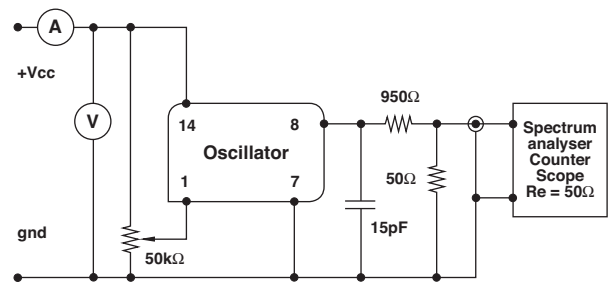 A
+Vcc
V
14
8
Oscillator
1
7
gnd
50kΩ
950Ω
50Ω
15pF
Spectrum
analyser
Counter
Scope
Re = 50Ω